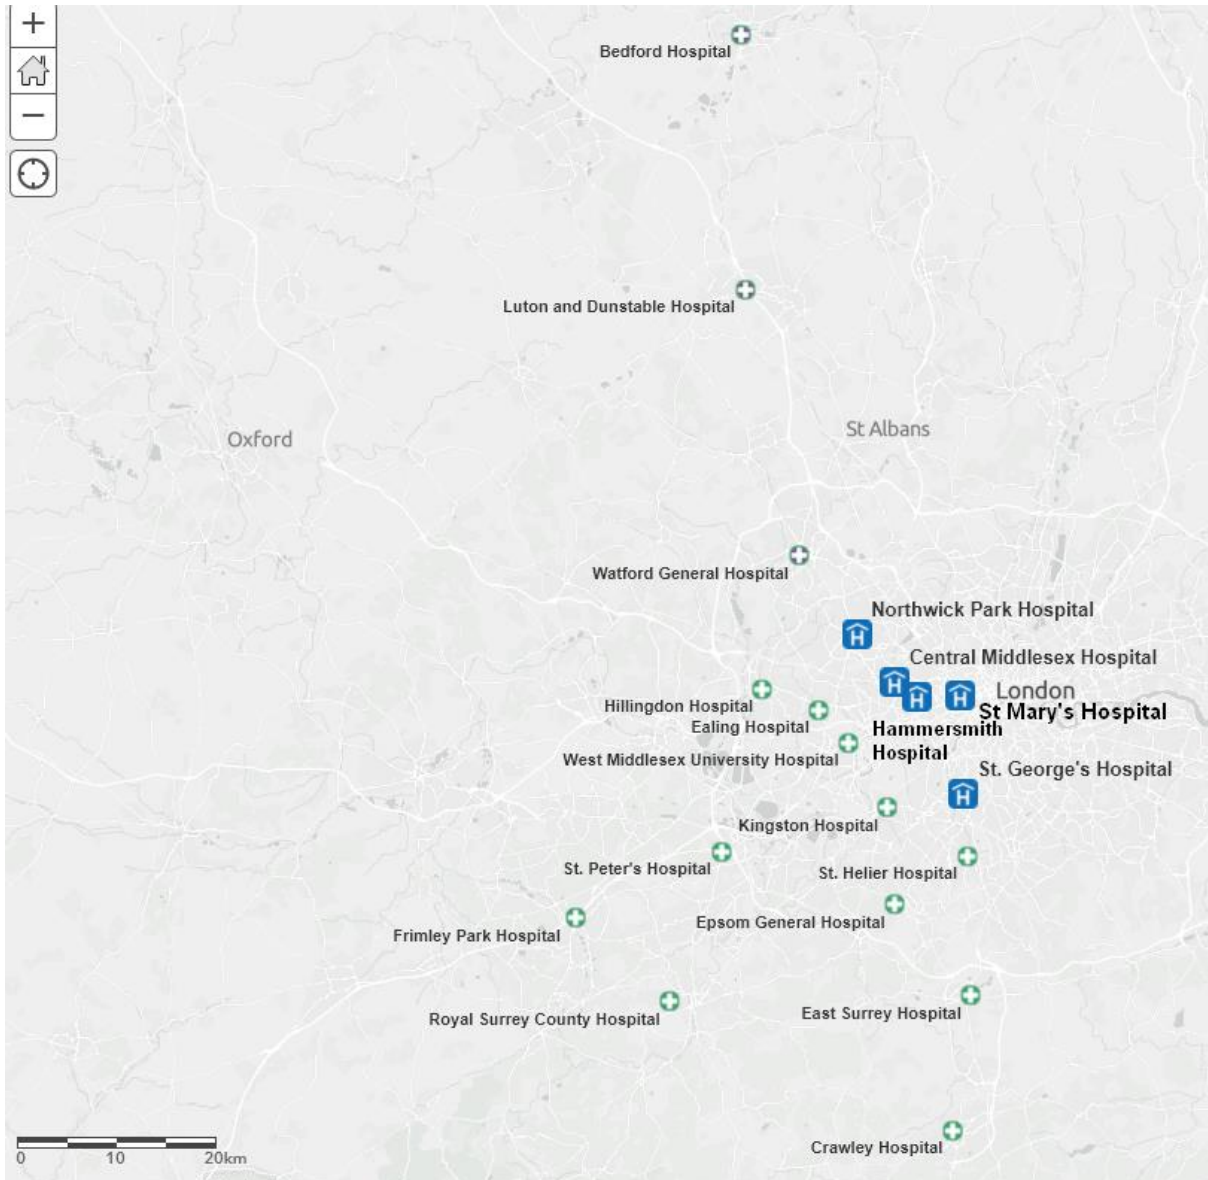 Bedford Hospital
Luton and Dunstable Hospital
St Albans
Oxford
Watford General Hospital
Northwick Park Hospital
Central Middlesex Hospital
London
Hillingdon Hospital
St Mary's Hospital
Ealing Hospital
Hammersmith
Hospital
West Middlesex University Hospital
St. George's Hospital
Kingston Hospital
St. Peter's Hospital
St. Helier Hospital
Epsom General Hospital
Frimley Park Hospital
East Surrey Hospital
Royal Surrey County Hospital
Crawley Hospital
0 10 20km